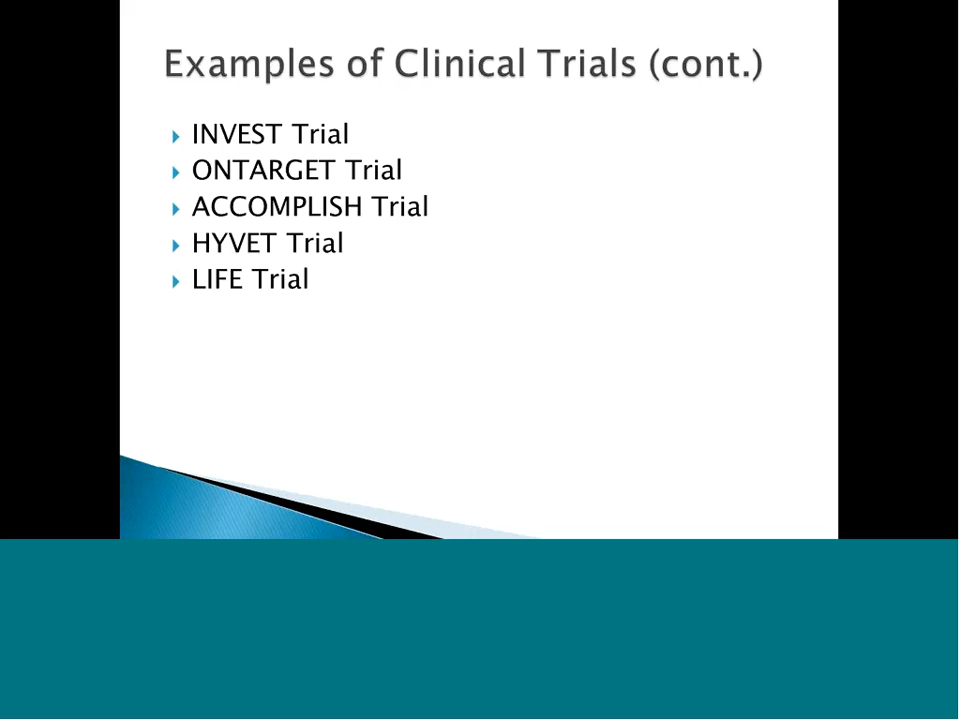 Examples of Clinical Trials (cont.)
INVEST Trial
ONTARGET Trial
ACCOMPLISH Trial
HYVET Trial
LIFE Trial